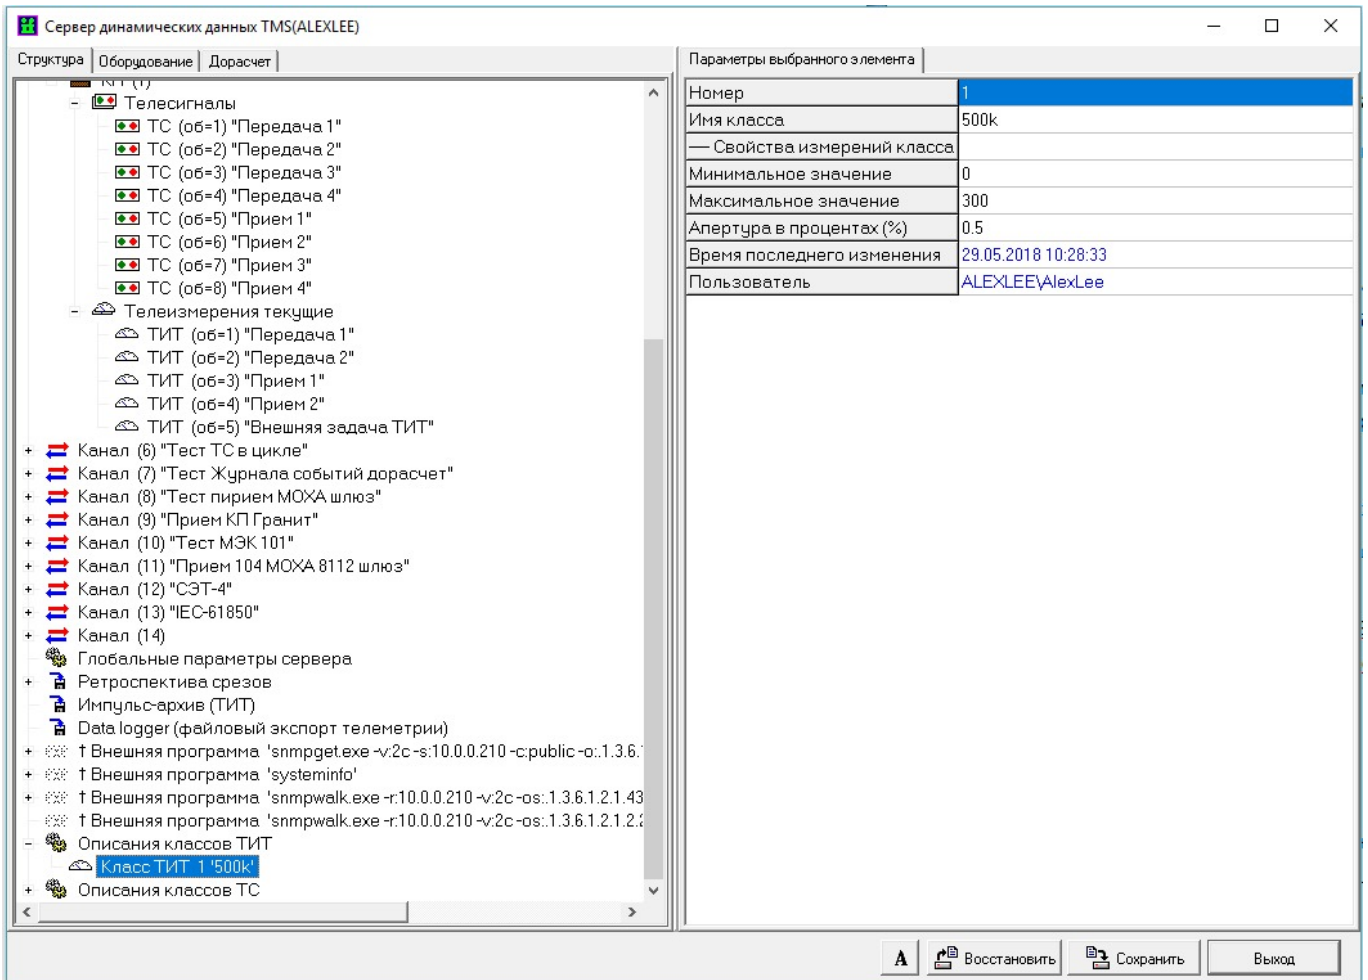 Сервер динамических данных TMS(ALEXLEE)
Структура Оборудование Дорасчет
КП (1)
Телесигналы
ТС (об=1) "Передача 1"
ТС (об=2) "Передача 2"
ТС (об=3) "Передача 3"
ТС (об=4) "Передача 4"
ТС (об=5) "Прием 1"
ТС (об=6) "Прием 2"
ТС (об=7) "Прием 3"
ТС (об=8) "Прием 4"
Телеизмерения текущие
ТИТ (об=1) "Передача 1"
ТИТ (об=2) "Передача 2"
ТИТ (об=3) "Прием 1"
ТИТ (об=4) "Прием 2"
ТИТ (об=5) "Внешняя задача ТИТ"
Канал (6) "Тест ТС в цикле"
Канал (7) "Тест Журнала событий дорасчет"
Канал (8) "Тест пирием МОХА шлюз"
Канал (9) "Прием КП Гранит"
Канал (10) "Тест МЭК 101"
Канал (11) "Прием 104 МОХА 8112 шлюз"
Канал (12) "СЭТ-4"
Канал (13) "IEC-61850"
Канал (14)
Глобальные параметры сервера
Ретроспектива срезов
Импульс-архив (ТИТ)
Data logger (файловый экспорт телеметрии)
† Внешняя программа 'snmpget.exe -v:2c -s:10.0.0.210 -c:public -o:.1.3.6.
† Внешняя программа 'systeminfo'
† Внешняя программа 'snmpwalk.exe -r:10.0.0.210 -v:2c -os:.1.3.6.1.2.1.43
† Внешняя программа 'snmpwalk.exe -r:10.0.0.210 -v:2c -os:.1.3.6.1.2.1.2.2
Описания классов ТИТ
Класс ТИТ 1 '500k'
Описания классов ТС
Параметры выбранного элемента
Номер 1
Имя класса 500k
— Свойства измерений класса
Минимальное значение 0
Максимальное значение 300
Апертура в процентах (%) 0.5
Время последнего изменения 29.05.2018 10:28:33
Пользователь ALEXLEE\AlexLee
A Восстановить Сохранить Выход